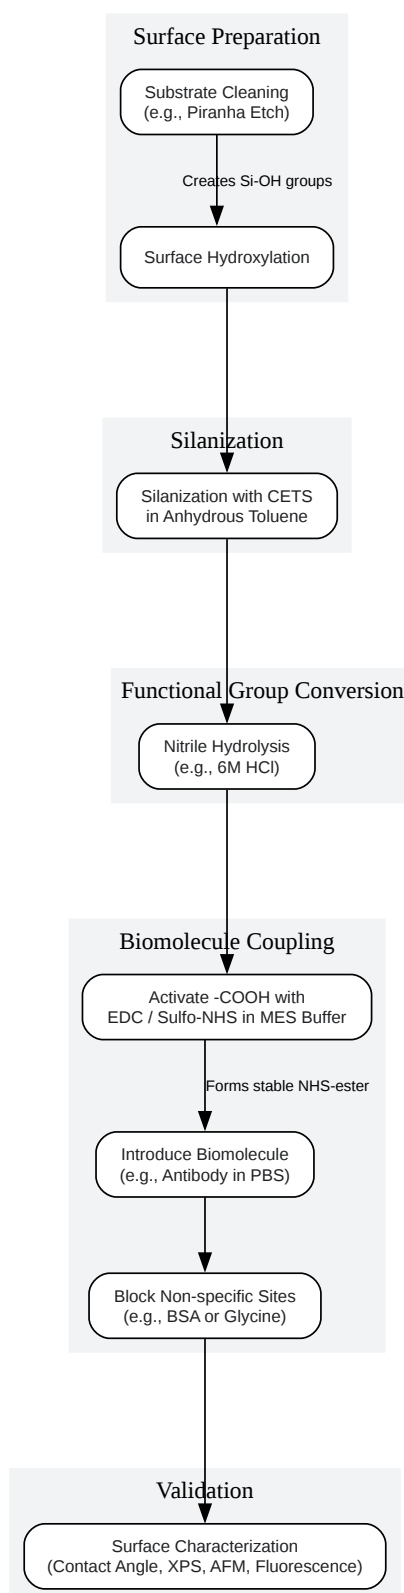 Surface Preparation
Substrate Cleaning
(e.g., Piranha Etch)
Creates Si-OH groups
Surface Hydroxylation
Silanization
Silanization with CETS
in Anhydrous Toluene
Functional Group Conversion
Nitrile Hydrolysis
(e.g., 6M HCl)
Biomolecule Coupling
Activate -COOH with
EDC / Sulfo-NHS in MES Buffer
Forms stable NHS-ester
Introduce Biomolecule
(e.g., Antibody in PBS)
Block Non-specific Sites
(e.g., BSA or Glycine)
Validation
Surface Characterization
(Contact Angle, XPS, AFM, Fluorescence)